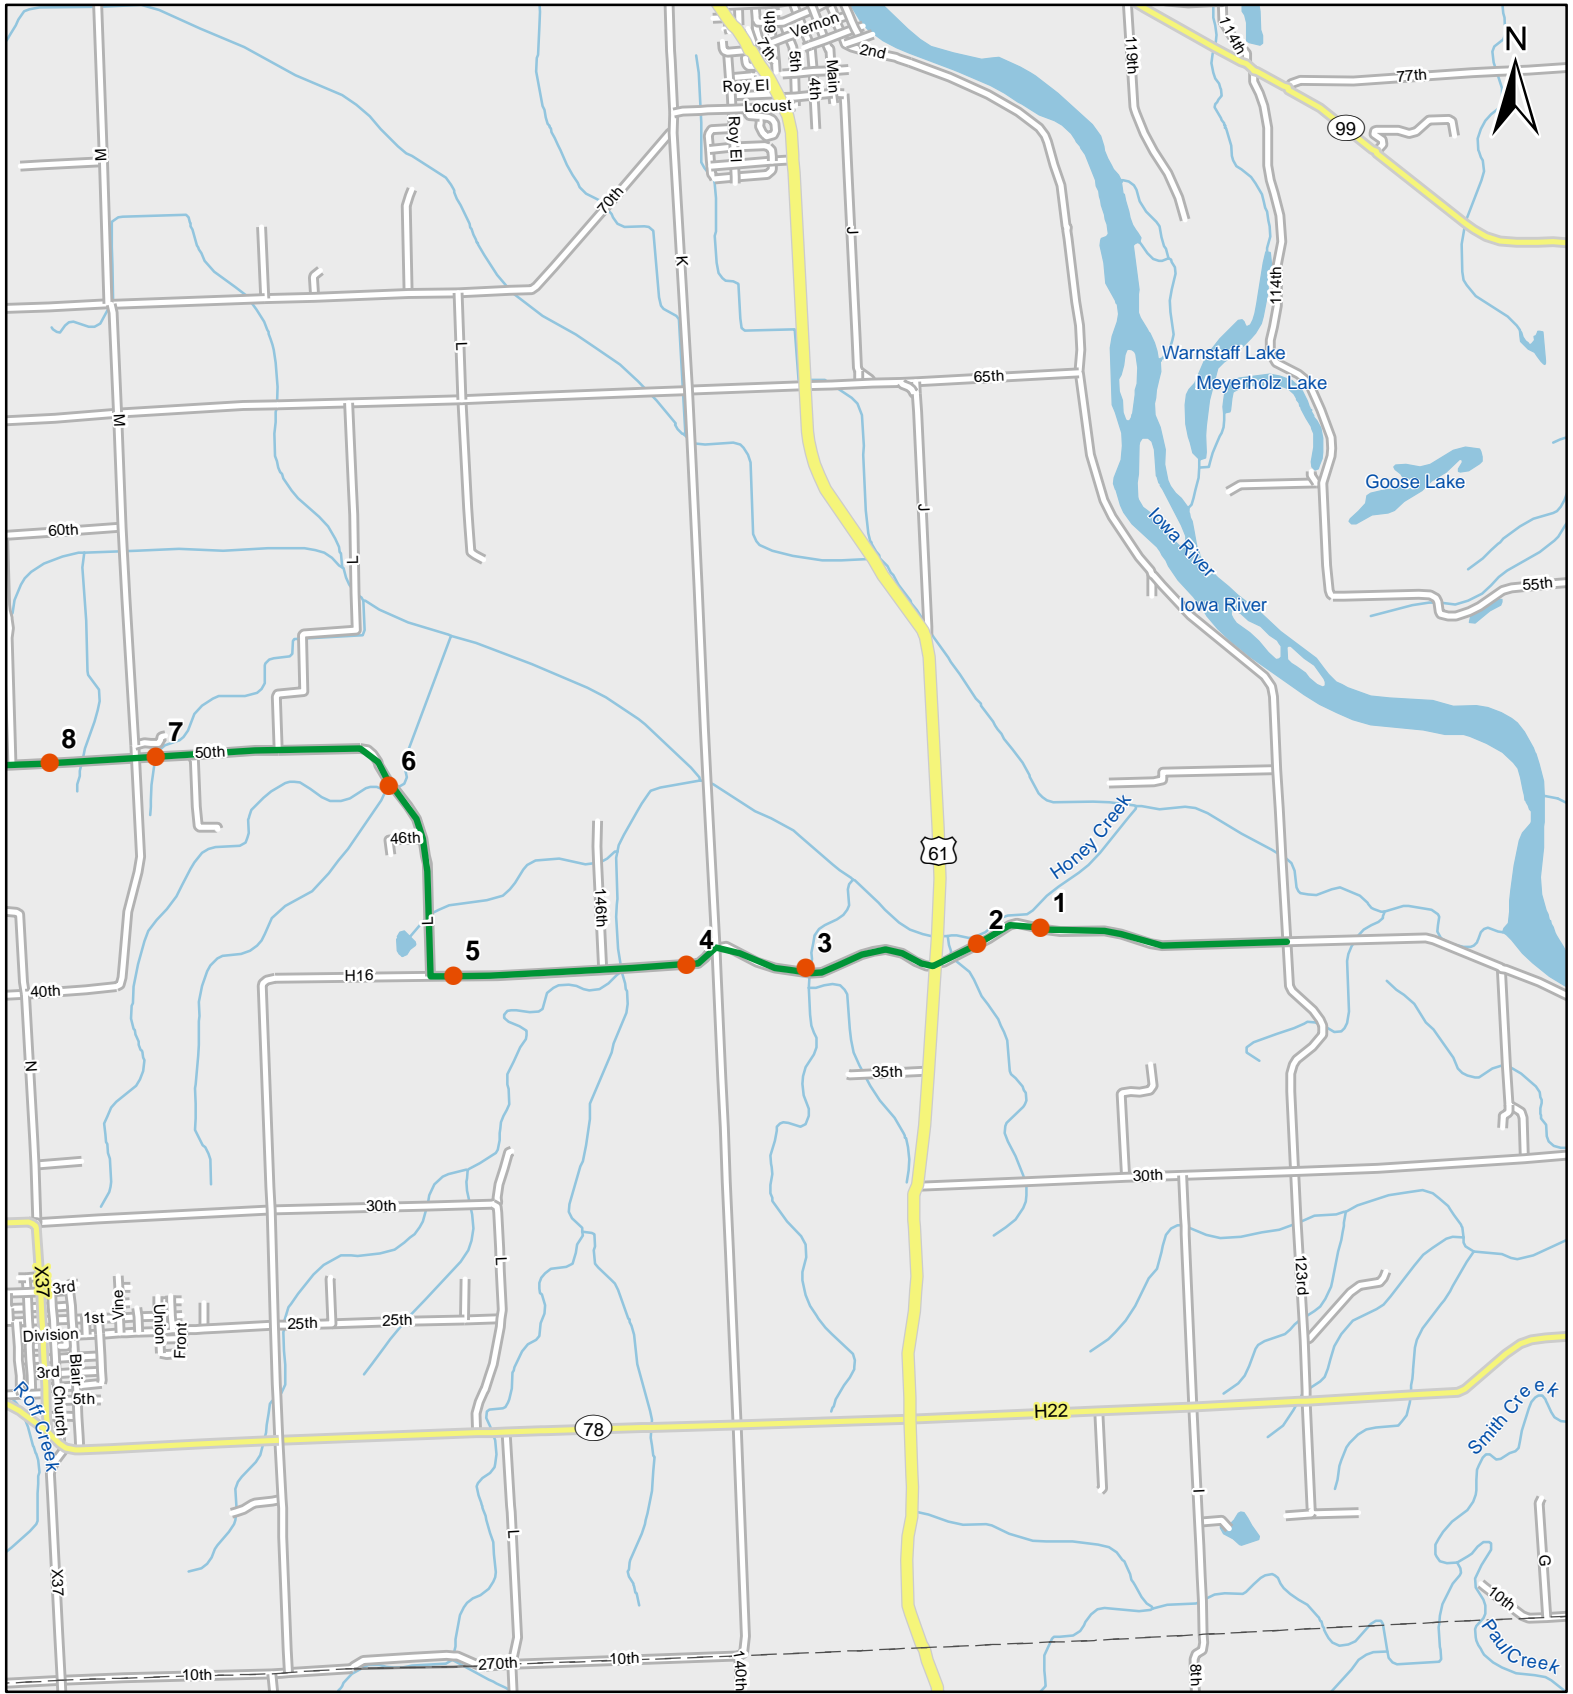 Vernon
6th
7th
5th
4th
Main
2nd
Roy El
Locust
Roy El
119th
114th
N
77th
99
M
70th
J
K
114th
L
Warnstaff Lake
65th
Meyerholz Lake
M
Goose Lake
J
60th
L
Iowa River
55th
Iowa River
8
7
50th
6
46th
61
Honey Creek
146th
L
1
2
3
4
5
H16
40th
N
35th
30th
30th
L
123rd
X37
3rd
Vine
1st
Union
Front
25th
25th
Division
Blair
3rd
Church
5th
Roff Creek
H22
78
Smith Creek
I
L
X37
G
10th
Paul Creek
270th
10th
10th
140th
8th